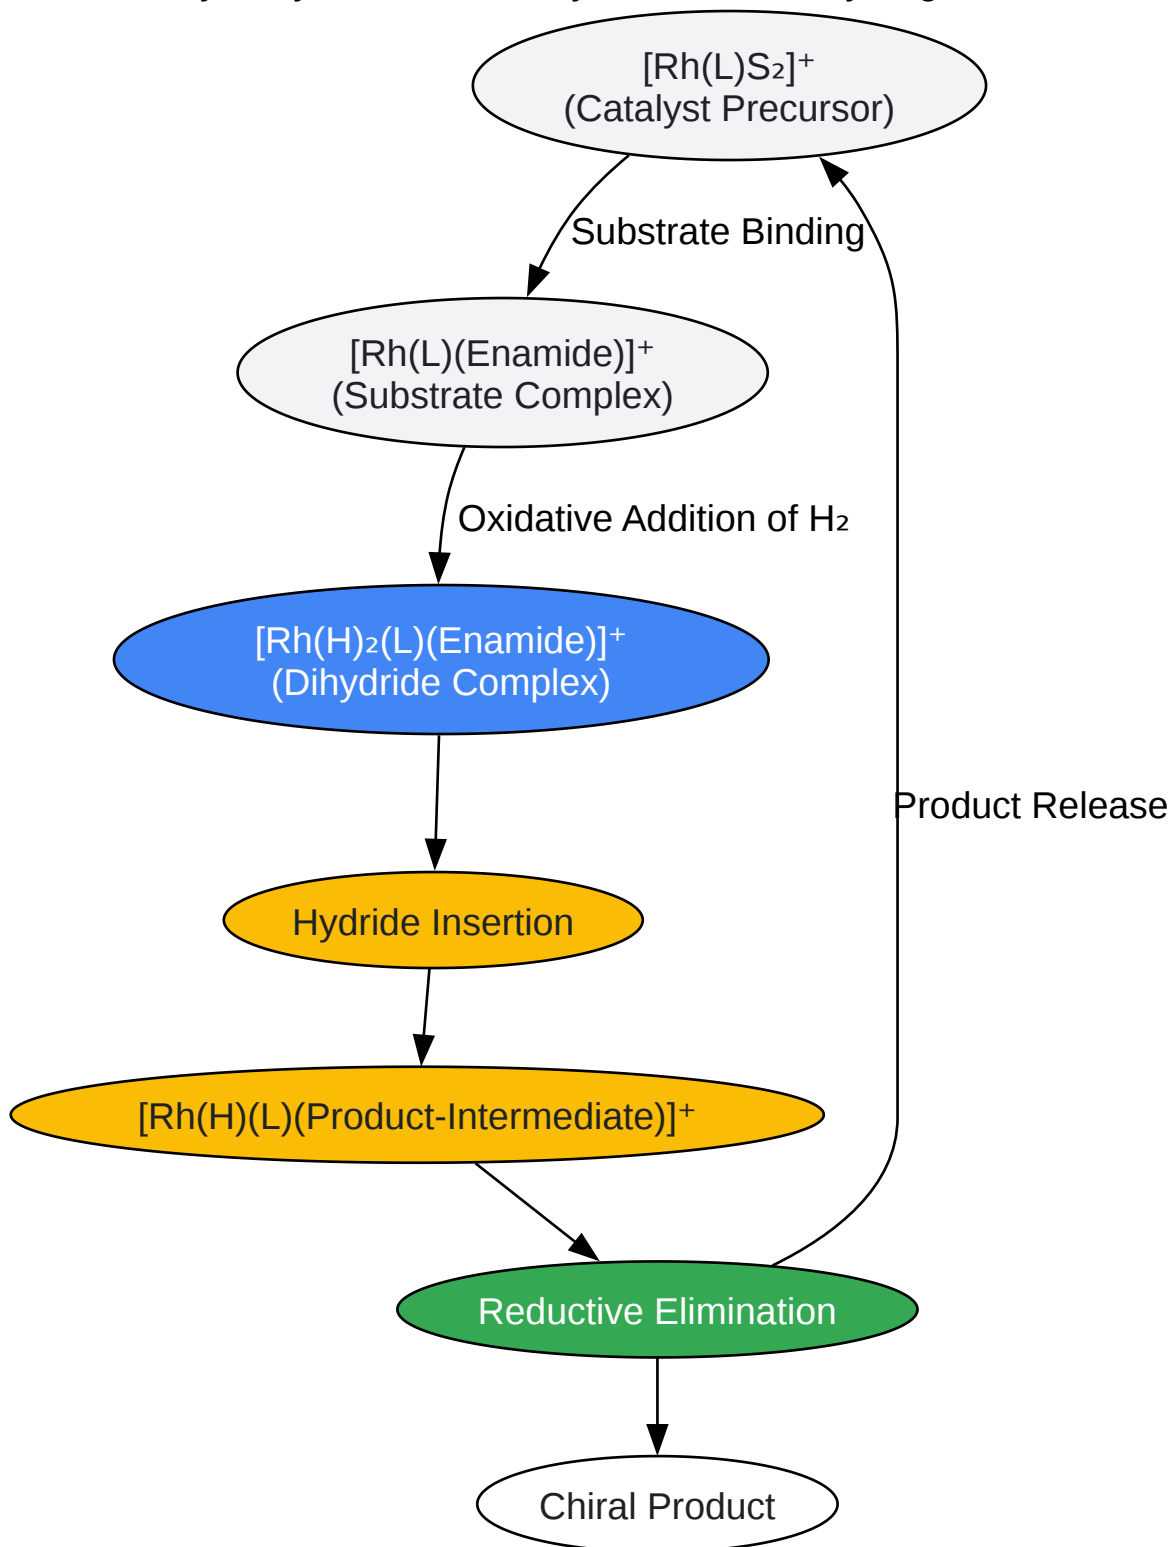 [Rh(L)S₂]⁺
(Catalyst Precursor)
Substrate Binding
[Rh(L)(Enamide)]⁺
(Substrate Complex)
Oxidative Addition of H₂
[Rh(H)₂(L)(Enamide)]⁺
(Dihydride Complex)
Product Release
Hydride Insertion
[Rh(H)(L)(Product-Intermediate)]⁺
Reductive Elimination
Chiral Product